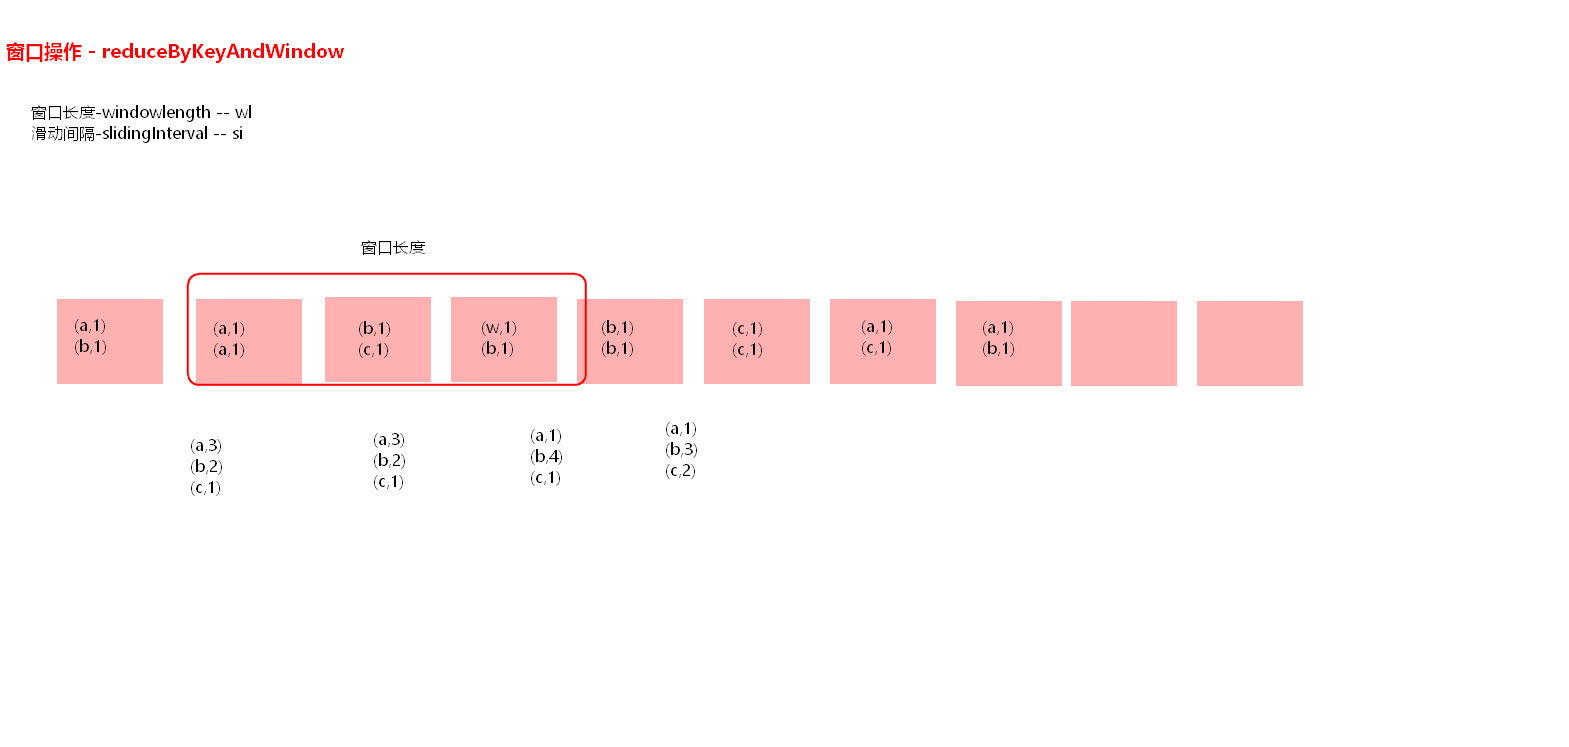 窗口操作 - reduceByKeyAndWindow
窗口长度-windowlength -- wl
滑动间隔-slidingInterval -- si
窗口长度
(a,1)
(b,1)
(a,1)
(a,1)
(b,1)
(c,1)
(w,1)
(b,1)
(b,1)
(b,1)
(c,1)
(c,1)
(a,1)
(c,1)
(a,1)
(b,1)
(a,3)
(b,2)
(c,1)
(a,3)
(b,2)
(c,1)
(a,1)
(b,4)
(c,1)
(a,1)
(b,3)
(c,2)